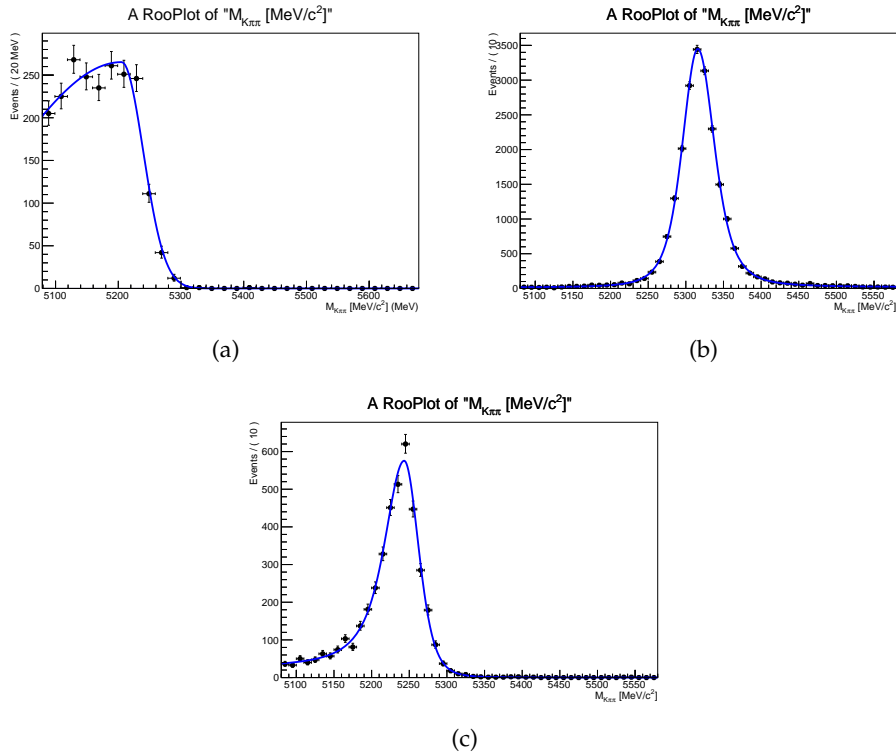 A RooPlot of "M_Kππ [MeV/c²]"
Events / ( 20 MeV )
250
200
150
100
50
0
5100 5200 5300 5400 5500 5600
M_Kππ [MeV/c²] (MeV)
(a)
A RooPlot of "M_Kππ [MeV/c²]"
Events / ( 10 )
3500
3000
2500
2000
1500
1000
500
0
5100 5150 5200 5250 5300 5350 5400 5450 5500 5550
M_Kππ [MeV/c²]
(b)
A RooPlot of "M_Kππ [MeV/c²]"
Events / ( 10 )
600
500
400
300
200
100
0
5100 5150 5200 5250 5300 5350 5400 5450 5500 5550
M_Kππ [MeV/c²]
(c)